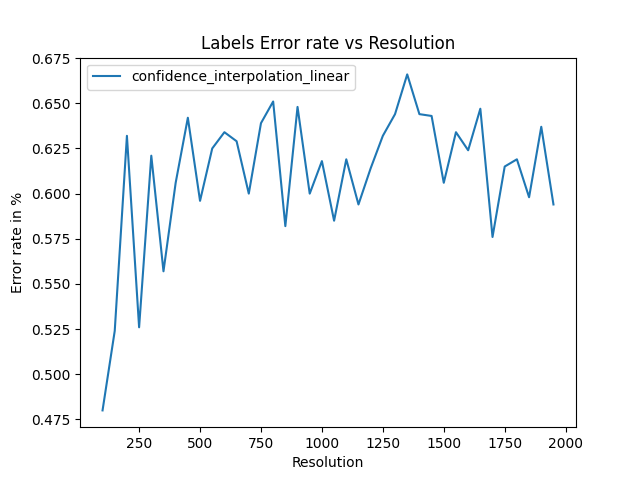 Labels Error rate vs Resolution
confidence_interpolation_linear
Error rate in %
0.675
0.650
0.625
0.600
0.575
0.550
0.525
0.500
0.475
250 500 750 1000 1250 1500 1750 2000
Resolution